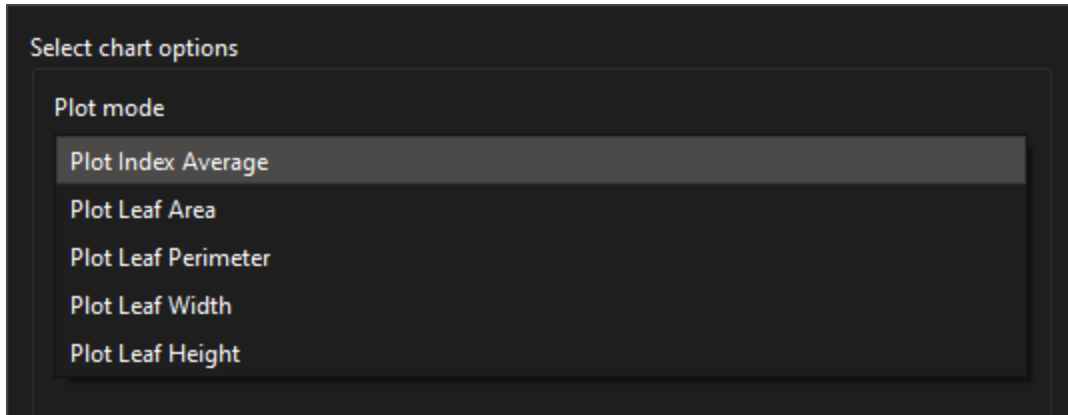 Select chart options
Plot mode
Plot Index Average
Plot Leaf Area
Plot Leaf Perimeter
Plot Leaf Width
Plot Leaf Height